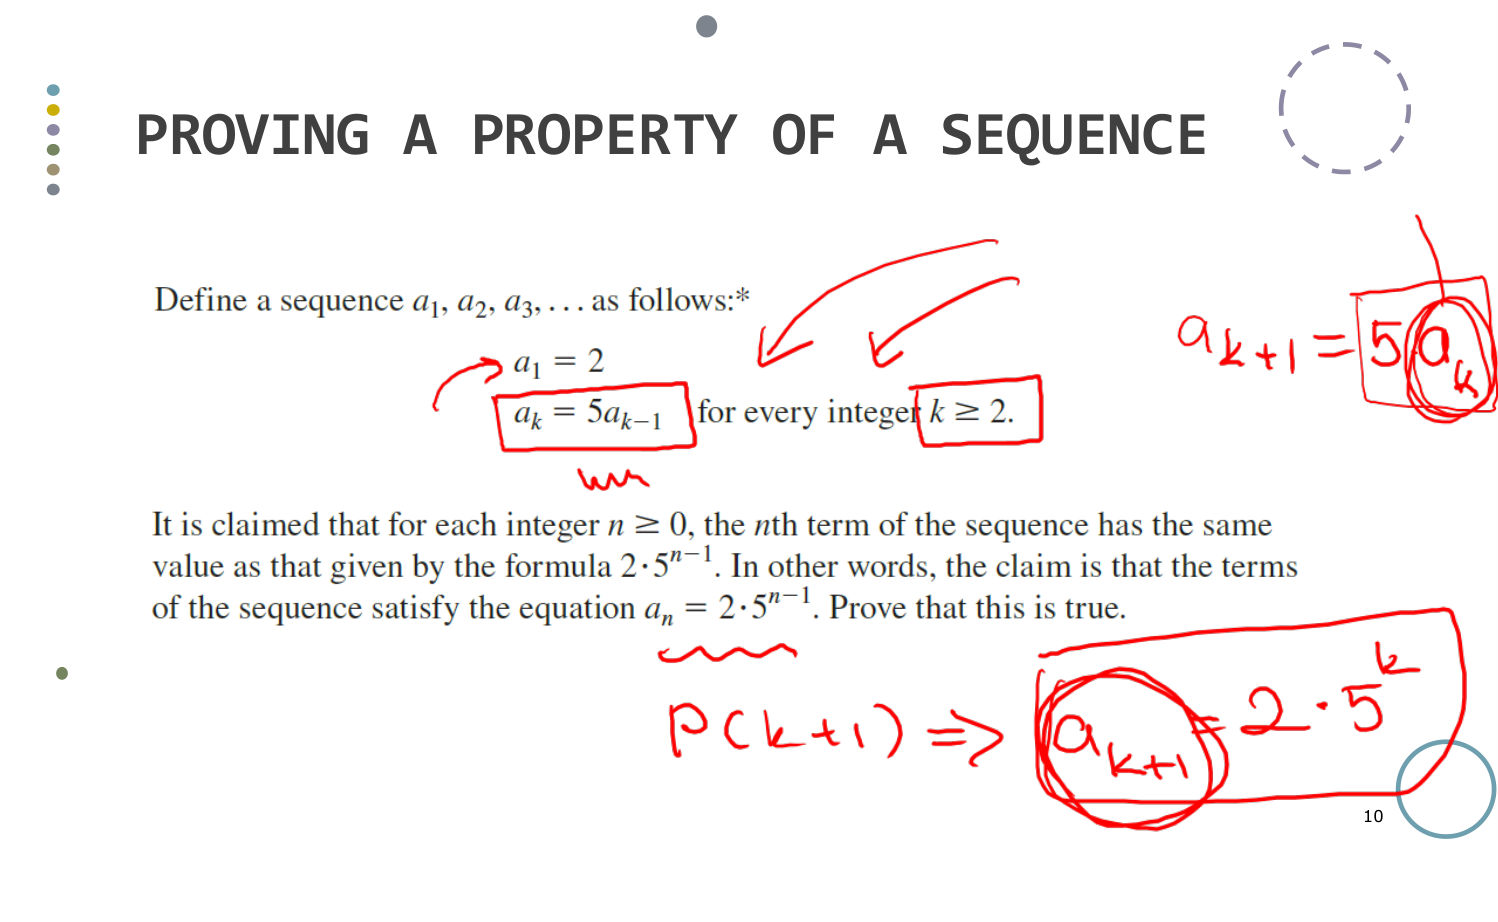 PROVING A PROPERTY OF A SEQUENCE
Define a sequence a₁, a₂, a₃, . . . as follows:*
a₁ = 2
aₖ = 5aₖ₋₁ for every integer k ≥ 2.
aₖ₊₁ = 5aₖ
It is claimed that for each integer n ≥ 0, the nth term of the sequence has the same
value as that given by the formula 2·5ⁿ⁻¹. In other words, the claim is that the terms
of the sequence satisfy the equation aₙ = 2·5ⁿ⁻¹. Prove that this is true.
P(k+1) => aₖ₊₁ = 2·5ᵏ
10